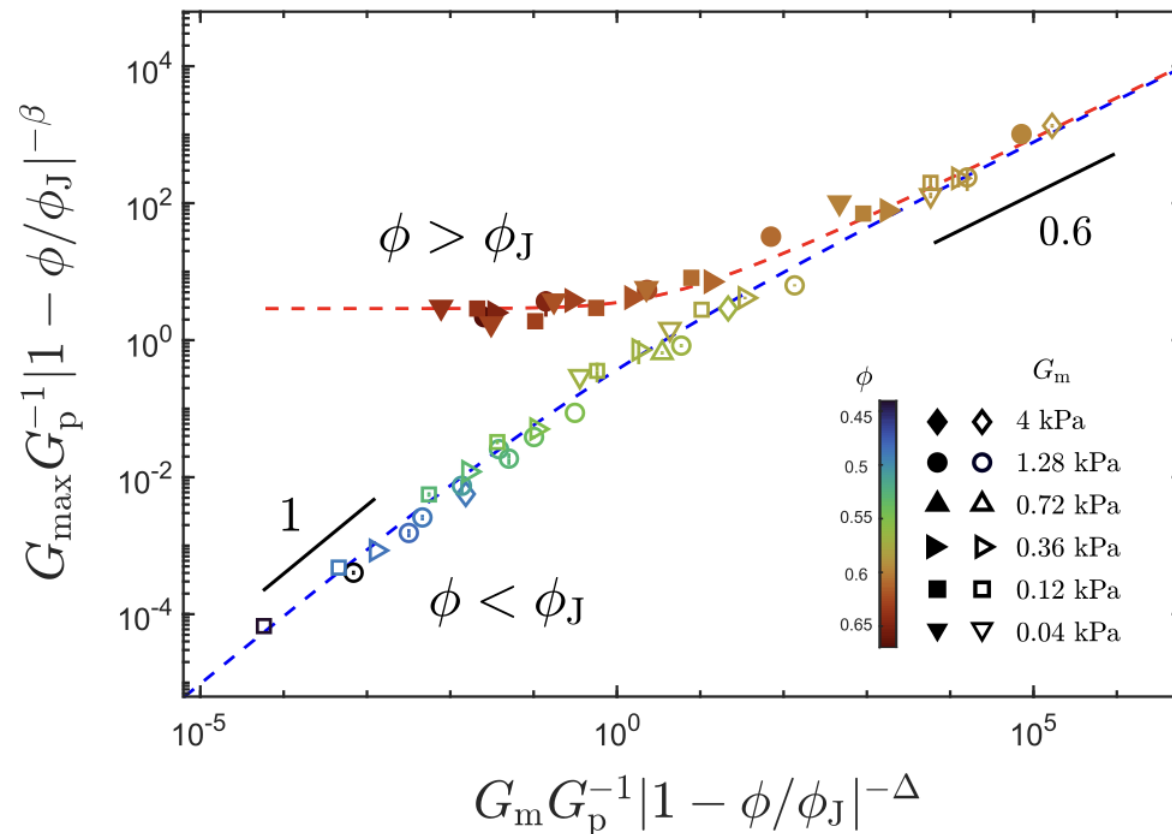 G_max G_p^{-1} |1 − ϕ/ϕ_J|^{−β}
10^4
10^2
10^0
10^{-2}
10^{-4}
ϕ > ϕ_J
0.6
1
ϕ < ϕ_J
ϕ
G_m
0.45
0.5
0.55
0.6
0.65
4 kPa
1.28 kPa
0.72 kPa
0.36 kPa
0.12 kPa
0.04 kPa
10^{-5}
10^0
10^5
G_m G_p^{-1} |1 − ϕ/ϕ_J|^{−Δ}